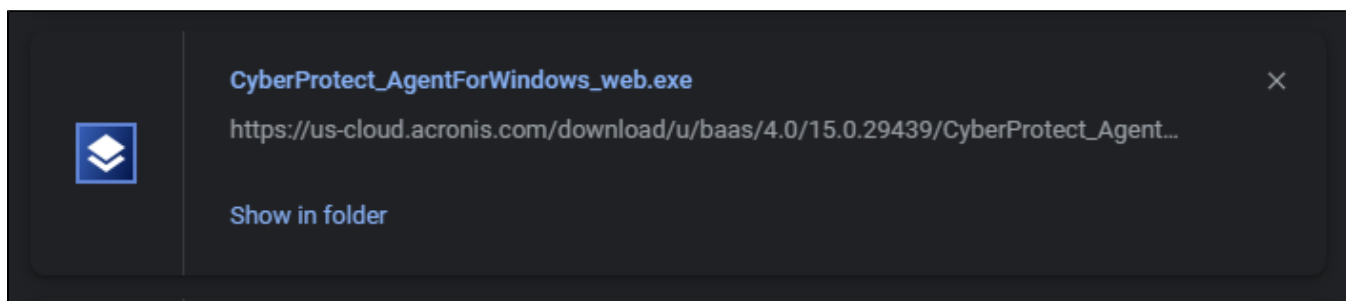 CyberProtect_AgentForWindows_web.exe
https://us-cloud.acronis.com/download/u/baas/4.0/15.0.29439/CyberProtect_Agent...
Show in folder